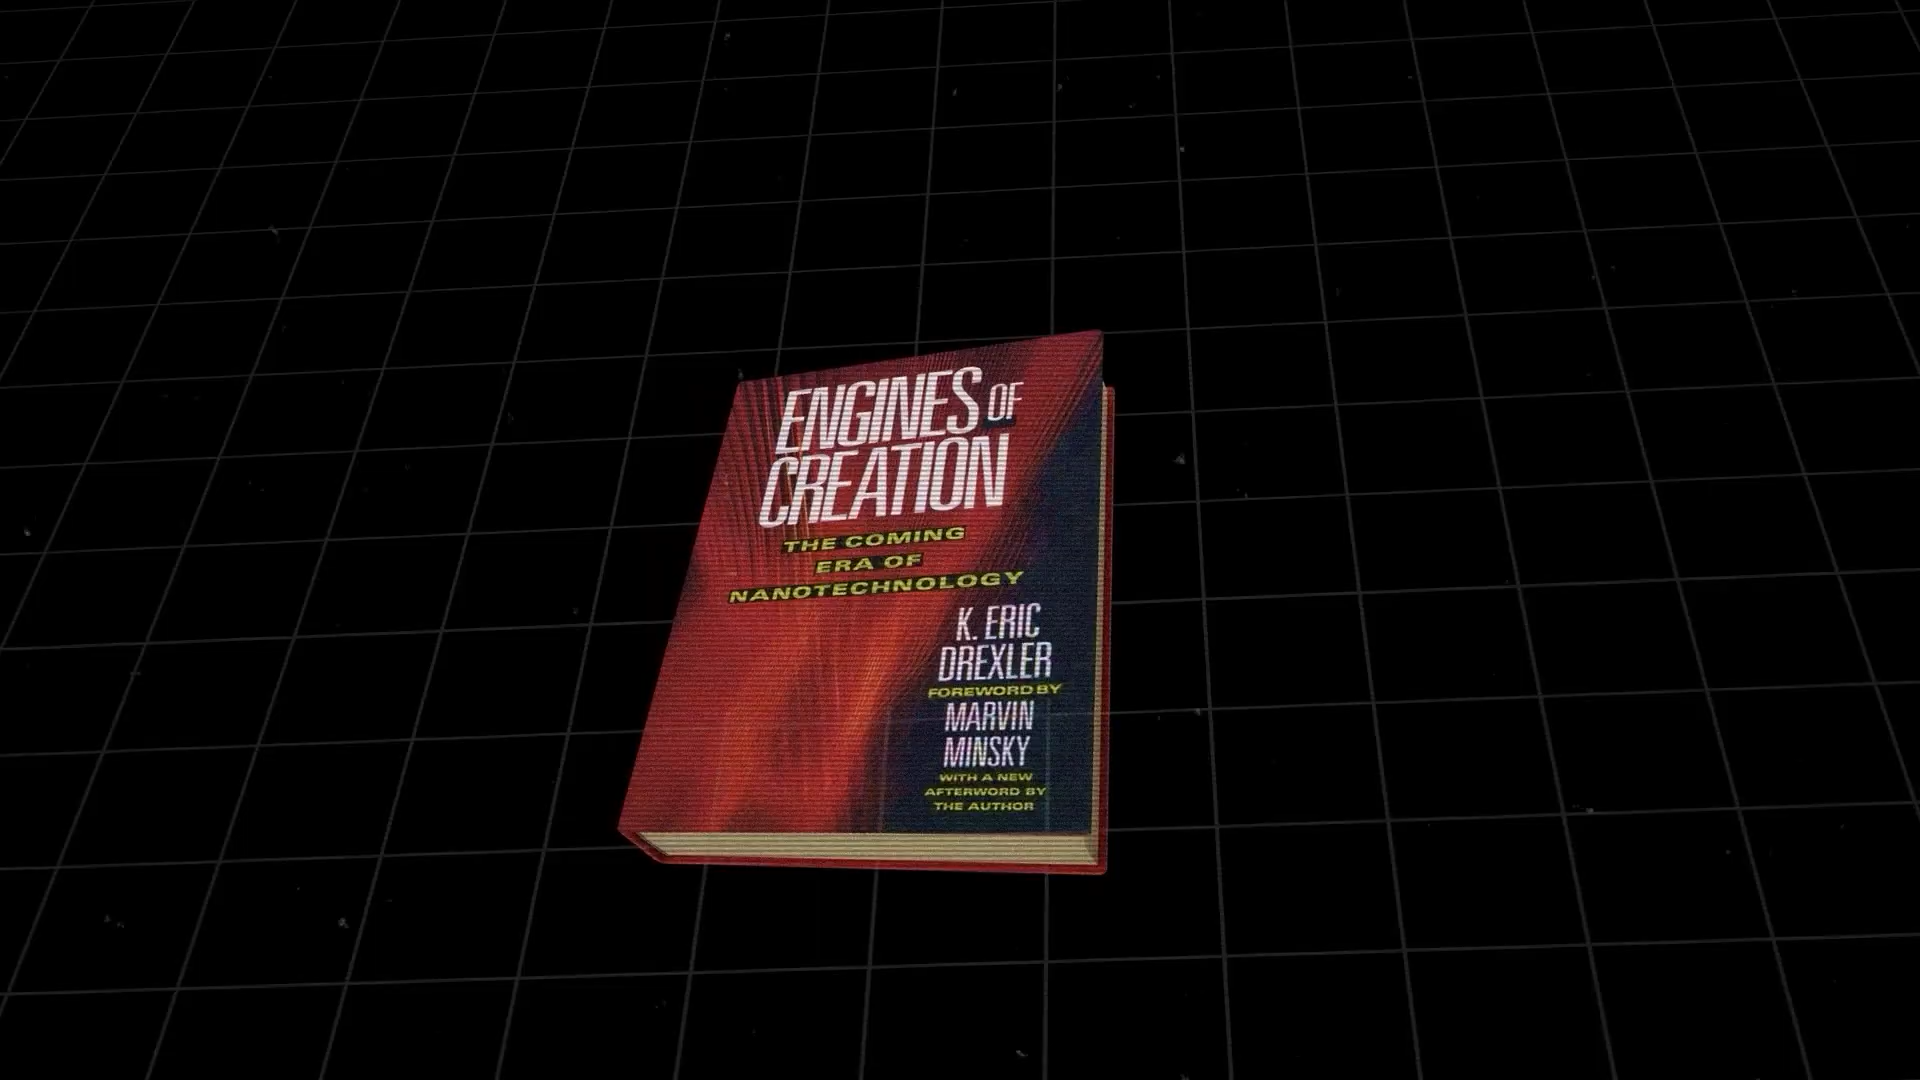 ENGINES OF
CREATION
THE COMING
ERA OF
NANOTECHNOLOGY
K. ERIC
DREXLER
FOREWORD BY
MARVIN
MINSKY
WITH A NEW
AFTERWORD BY
THE AUTHOR